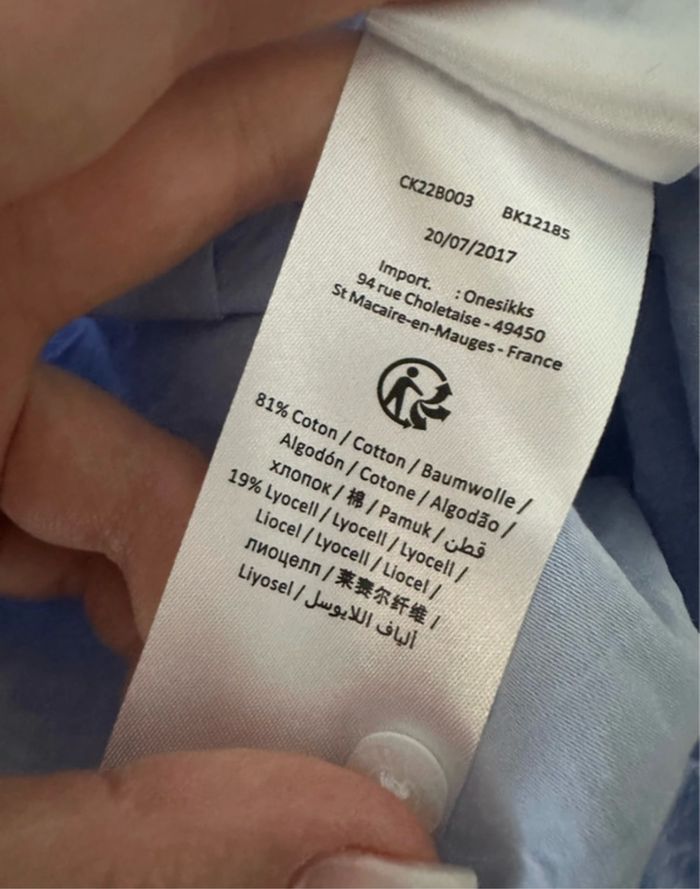 CK22B003 BK12185
20/07/2017
Import. : Onesikks
94 rue Choletaise - 49450
St Macaire-en-Mauges - France
81% Coton / Cotton / Baumwolle /
Algodón / Cotone / Algodão /
хлопок / 棉 / Pamuk / قطن
19% Lyocell / Lyocell / Lyocell /
Liocel / Lyocell / Liocel /
лиоцелл / 莱赛尔纤维 /
Liyosel / ألياف اللايوسل